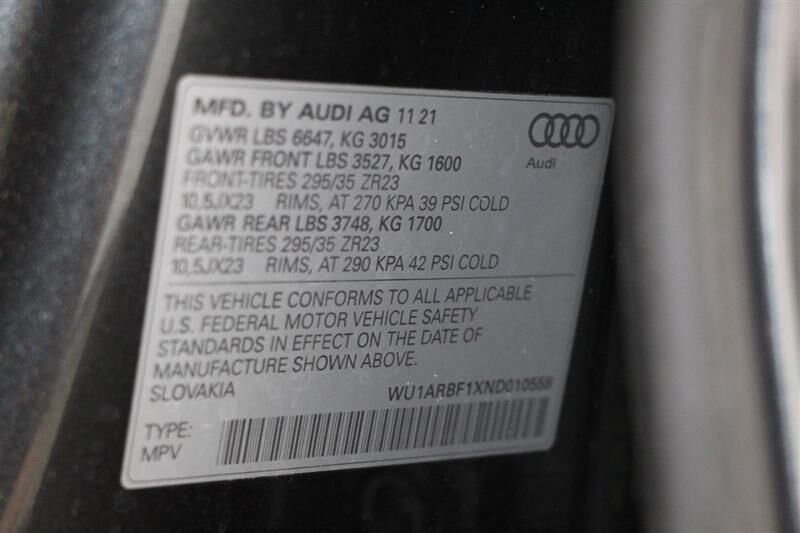 MFD. BY AUDI AG 11 21
GVWR LBS 6647, KG 3015
GAWR FRONT LBS 3527, KG 1600
FRONT-TIRES 295/35 ZR23
10,5JX23 RIMS, AT 270 KPA 39 PSI COLD
GAWR REAR LBS 3748, KG 1700
REAR-TIRES 295/35 ZR23
10,5JX23 RIMS, AT 290 KPA 42 PSI COLD
Audi
THIS VEHICLE CONFORMS TO ALL APPLICABLE
U.S. FEDERAL MOTOR VEHICLE SAFETY
STANDARDS IN EFFECT ON THE DATE OF
MANUFACTURE SHOWN ABOVE.
SLOVAKIA WU1ARBF1XND010556
TYPE:
MPV